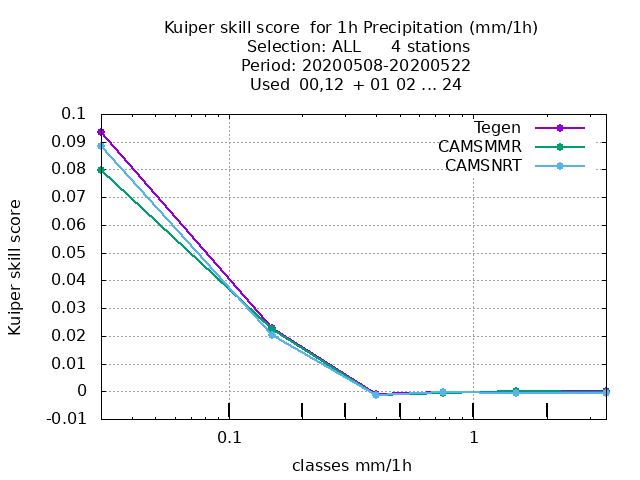 Kuiper skill score  for 1h Precipitation (mm/1h)
Selection: ALL      4 stations
Period: 20200508-20200522
Used  00,12  + 01 02 ... 24
Tegen
CAMSMMR
CAMSNRT
0.1
0.09
0.08
0.07
0.06
0.05
0.04
0.03
0.02
0.01
0
-0.01
Kuiper skill score
0.1 1
classes mm/1h